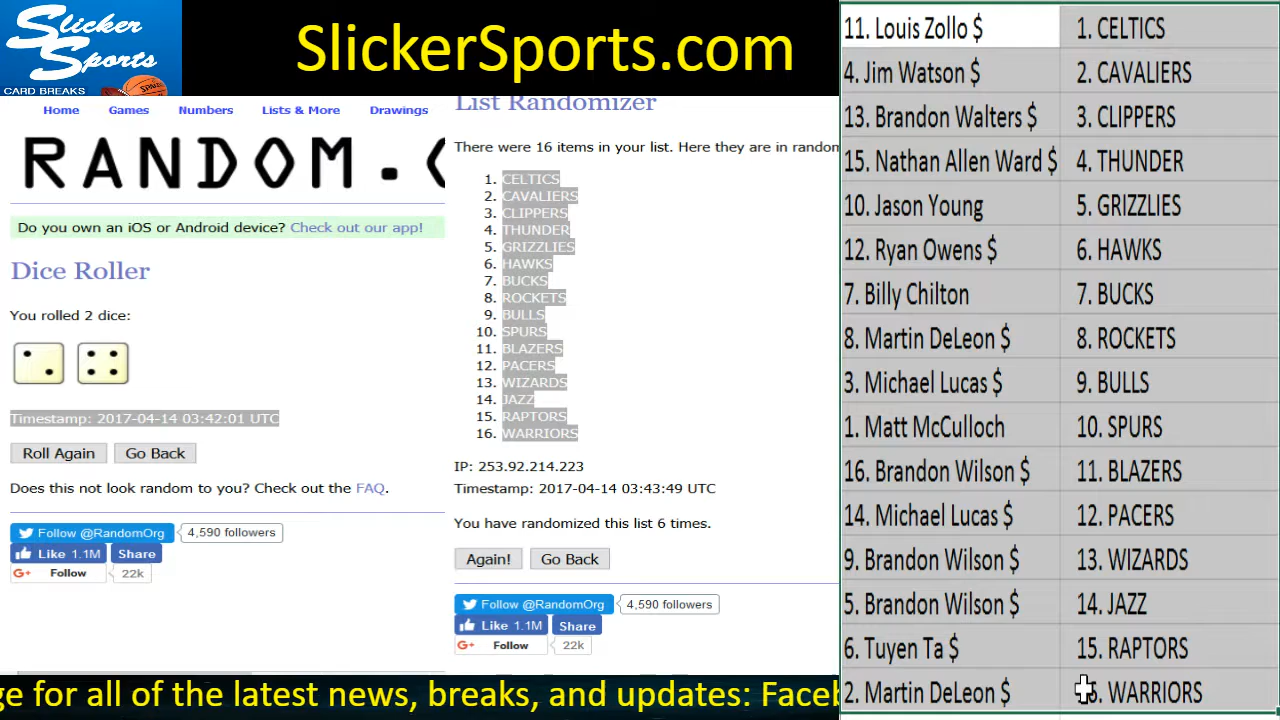 Slicker
Sports
CARD BREAKS
SlickerSports.com
Home Games Numbers Lists & More Drawings
RANDOM.
Do you own an iOS or Android device? Check out our app!
Dice Roller
You rolled 2 dice:
Timestamp: 2017-04-14 03:42:01 UTC
Roll Again Go Back
Does this not look random to you? Check out the FAQ.
Follow @RandomOrg 4,590 followers
Like 1.1M Share
G+ Follow 22k
List Randomizer
There were 16 items in your list. Here they are in random
1. CELTICS
2. CAVALIERS
3. CLIPPERS
4. THUNDER
5. GRIZZLIES
6. HAWKS
7. BUCKS
8. ROCKETS
9. BULLS
10. SPURS
11. BLAZERS
12. PACERS
13. WIZARDS
14. JAZZ
15. RAPTORS
16. WARRIORS
IP: 253.92.214.223
Timestamp: 2017-04-14 03:43:49 UTC
You have randomized this list 6 times.
Again! Go Back
Follow @RandomOrg 4,590 followers
Like 1.1M Share
G+ Follow 22k
11. Louis Zollo $ 1. CELTICS
4. Jim Watson $ 2. CAVALIERS
13. Brandon Walters $ 3. CLIPPERS
15. Nathan Allen Ward $ 4. THUNDER
10. Jason Young 5. GRIZZLIES
12. Ryan Owens $ 6. HAWKS
7. Billy Chilton 7. BUCKS
8. Martin DeLeon $ 8. ROCKETS
3. Michael Lucas $ 9. BULLS
1. Matt McCulloch 10. SPURS
16. Brandon Wilson $ 11. BLAZERS
14. Michael Lucas $ 12. PACERS
9. Brandon Wilson $ 13. WIZARDS
5. Brandon Wilson $ 14. JAZZ
6. Tuyen Ta $ 15. RAPTORS
2. Martin DeLeon $ WARRIORS
ge for all of the latest news, breaks, and updates: Faceb